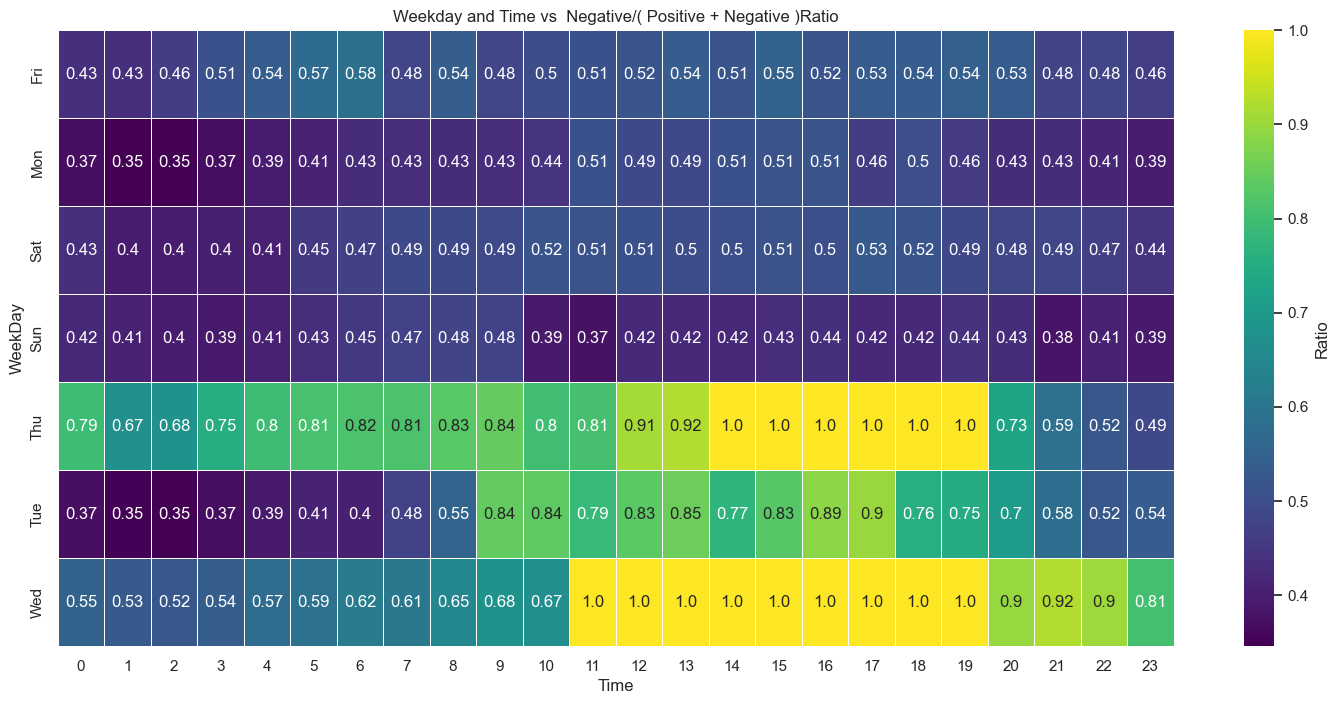 Weekday and Time vs  Negative/( Positive + Negative )Ratio
WeekDay
Fri 0.43 0.43 0.46 0.51 0.54 0.57 0.58 0.48 0.54 0.48 0.5 0.51 0.52 0.54 0.51 0.55 0.52 0.53 0.54 0.54 0.53 0.48 0.48 0.46
Mon 0.37 0.35 0.35 0.37 0.39 0.41 0.43 0.43 0.43 0.43 0.44 0.51 0.49 0.49 0.51 0.51 0.51 0.46 0.5 0.46 0.43 0.43 0.41 0.39
Sat 0.43 0.4 0.4 0.4 0.41 0.45 0.47 0.49 0.49 0.49 0.52 0.51 0.51 0.5 0.5 0.51 0.5 0.53 0.52 0.49 0.48 0.49 0.47 0.44
Sun 0.42 0.41 0.4 0.39 0.41 0.43 0.45 0.47 0.48 0.48 0.39 0.37 0.42 0.42 0.42 0.43 0.44 0.42 0.42 0.44 0.43 0.38 0.41 0.39
Thu 0.79 0.67 0.68 0.75 0.8 0.81 0.82 0.81 0.83 0.84 0.8 0.81 0.91 0.92 1.0 1.0 1.0 1.0 1.0 1.0 0.73 0.59 0.52 0.49
Tue 0.37 0.35 0.35 0.37 0.39 0.41 0.4 0.48 0.55 0.84 0.84 0.79 0.83 0.85 0.77 0.83 0.89 0.9 0.76 0.75 0.7 0.58 0.52 0.54
Wed 0.55 0.53 0.52 0.54 0.57 0.59 0.62 0.61 0.65 0.68 0.67 1.0 1.0 1.0 1.0 1.0 1.0 1.0 1.0 1.0 0.9 0.92 0.9 0.81
0 1 2 3 4 5 6 7 8 9 10 11 12 13 14 15 16 17 18 19 20 21 22 23
Time
1.0
0.9
0.8
0.7
0.6
0.5
0.4
Ratio